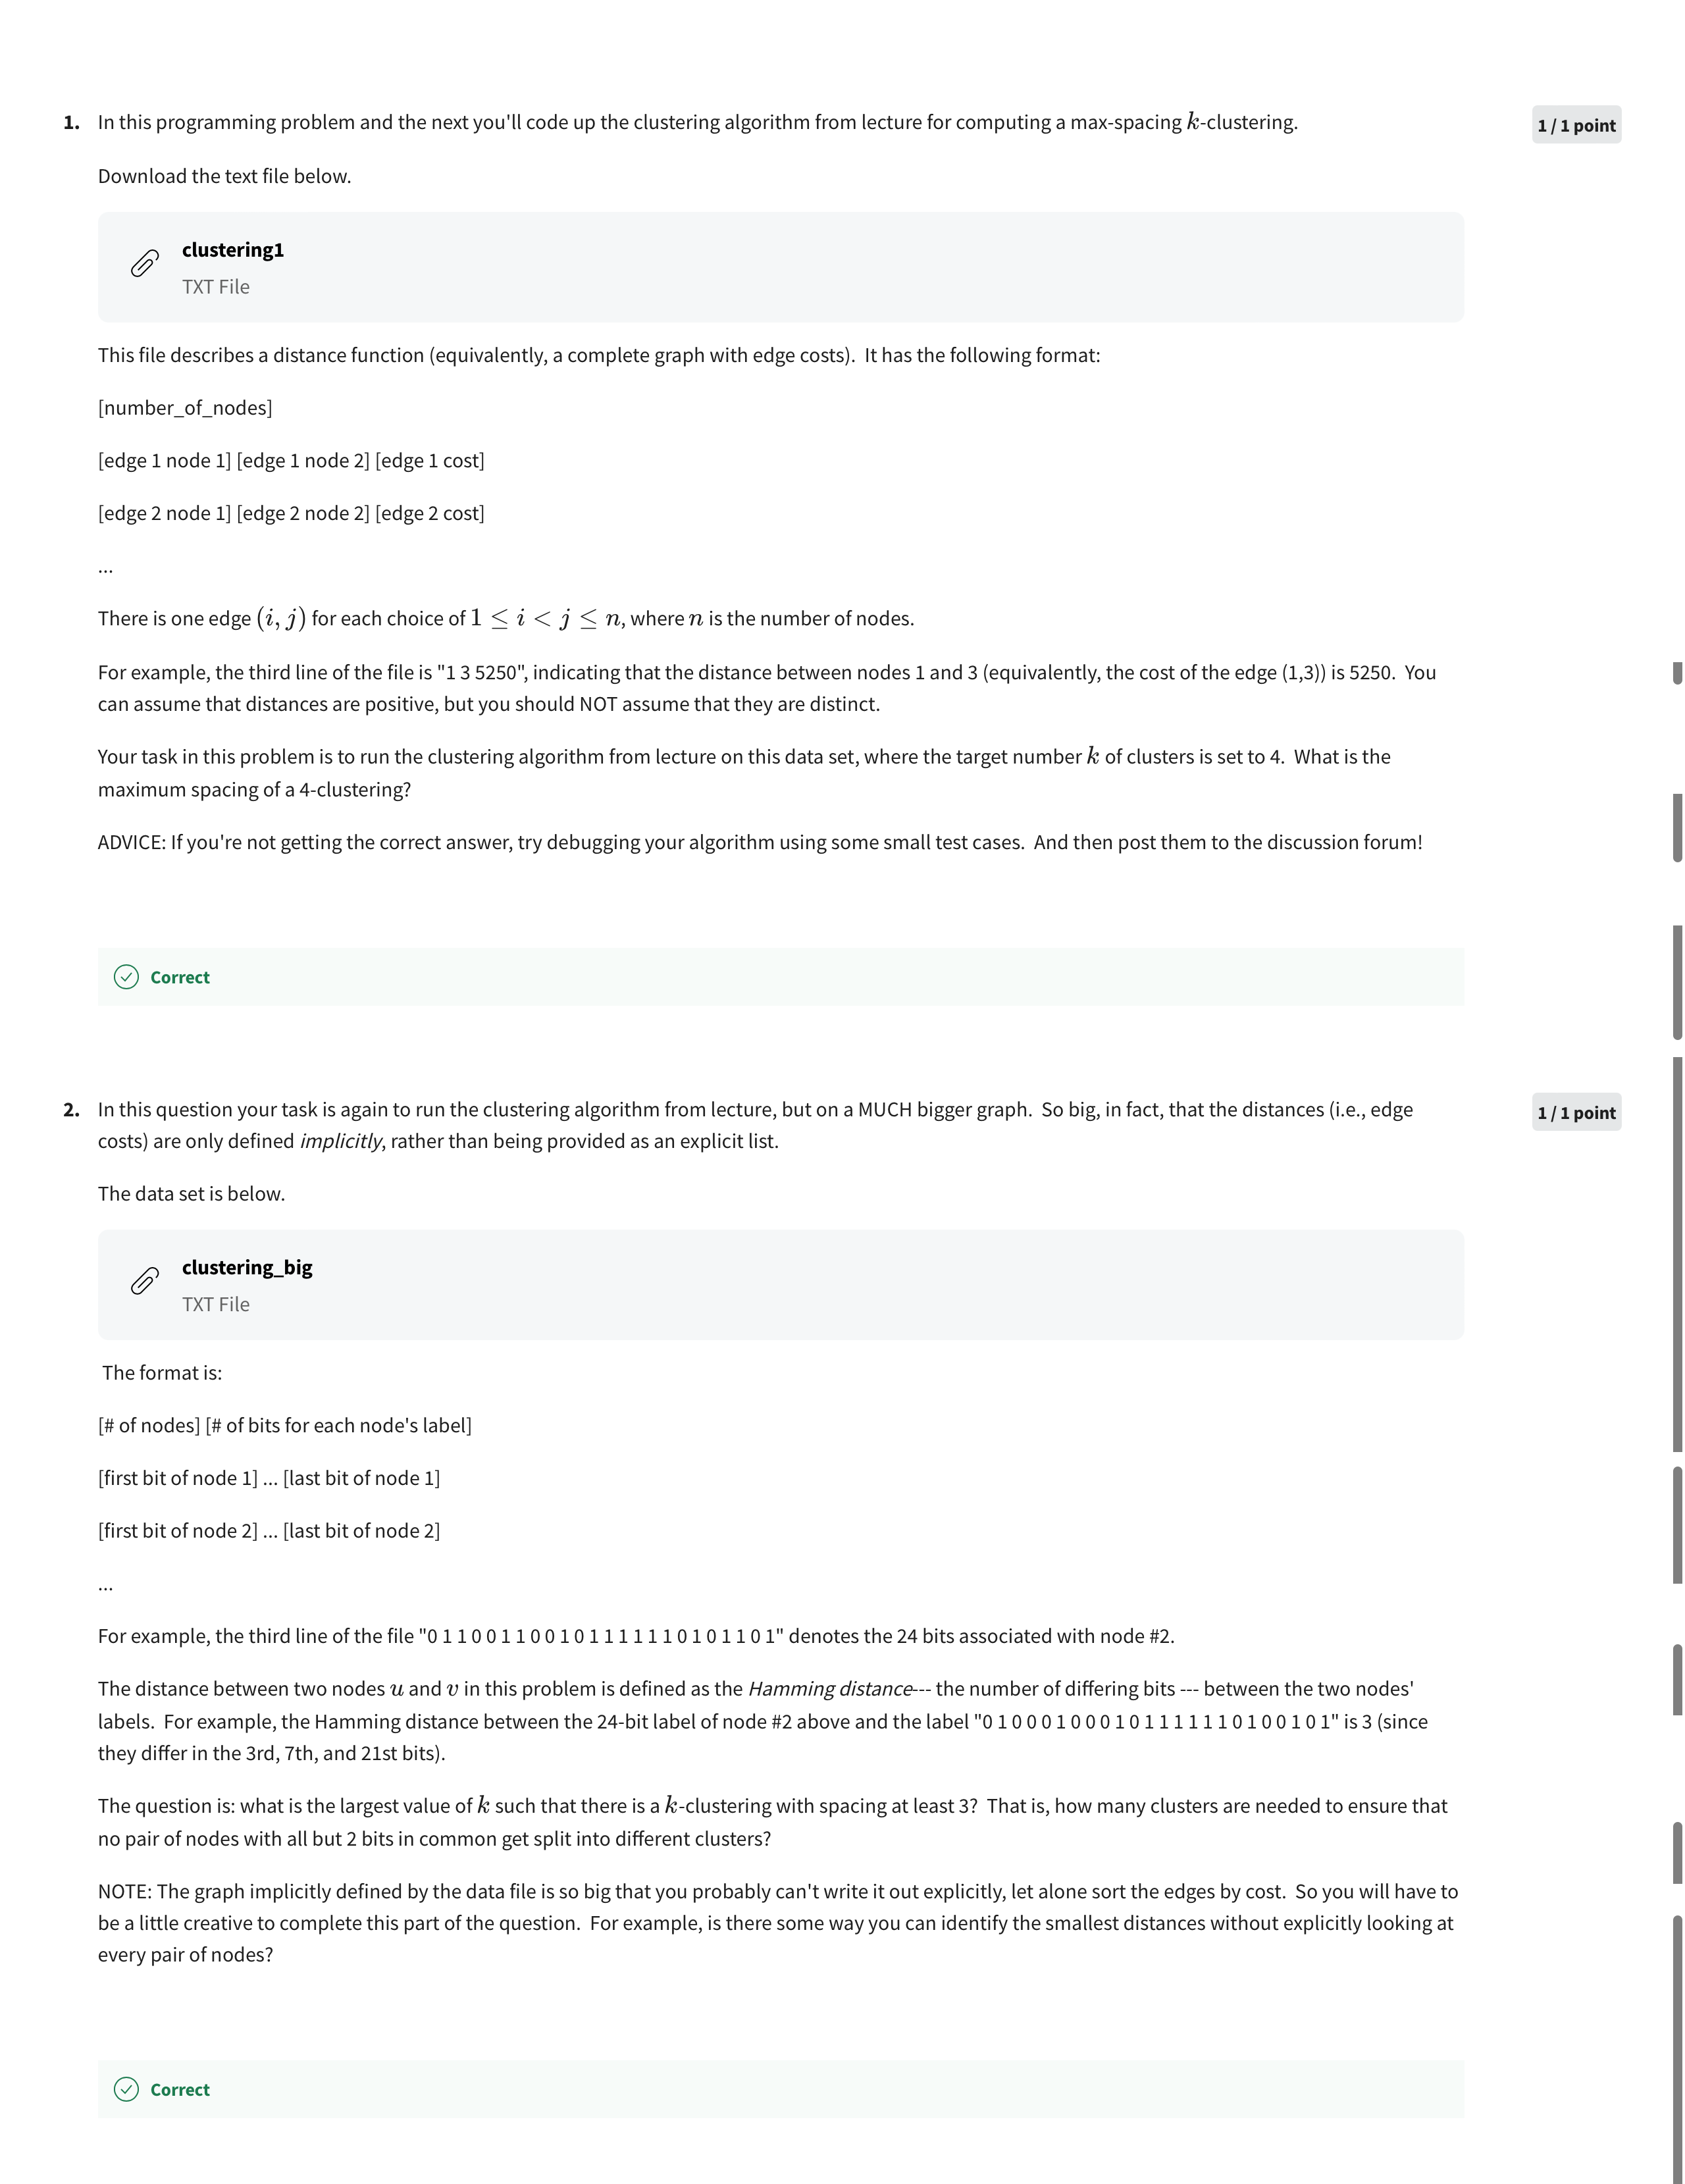 1. In this programming problem and the next you'll code up the clustering algorithm from lecture for computing a max-spacing k-clustering.
1 / 1 point
Download the text file below.
clustering1
TXT File
This file describes a distance function (equivalently, a complete graph with edge costs). It has the following format:
[number_of_nodes]
[edge 1 node 1] [edge 1 node 2] [edge 1 cost]
[edge 2 node 1] [edge 2 node 2] [edge 2 cost]
...
There is one edge (i, j) for each choice of 1 ≤ i < j ≤ n, where n is the number of nodes.
For example, the third line of the file is "1 3 5250", indicating that the distance between nodes 1 and 3 (equivalently, the cost of the edge (1,3)) is 5250. You
can assume that distances are positive, but you should NOT assume that they are distinct.
Your task in this problem is to run the clustering algorithm from lecture on this data set, where the target number k of clusters is set to 4. What is the
maximum spacing of a 4-clustering?
ADVICE: If you're not getting the correct answer, try debugging your algorithm using some small test cases. And then post them to the discussion forum!
Correct
2. In this question your task is again to run the clustering algorithm from lecture, but on a MUCH bigger graph. So big, in fact, that the distances (i.e., edge
1 / 1 point
costs) are only defined implicitly, rather than being provided as an explicit list.
The data set is below.
clustering_big
TXT File
The format is:
[# of nodes] [# of bits for each node's label]
[first bit of node 1] ... [last bit of node 1]
[first bit of node 2] ... [last bit of node 2]
...
For example, the third line of the file "0 1 1 0 0 1 1 0 0 1 0 1 1 1 1 1 1 0 1 0 1 1 0 1" denotes the 24 bits associated with node #2.
The distance between two nodes u and v in this problem is defined as the Hamming distance--- the number of differing bits --- between the two nodes'
labels. For example, the Hamming distance between the 24-bit label of node #2 above and the label "0 1 0 0 0 1 0 0 0 1 0 1 1 1 1 1 1 0 1 0 0 1 0 1" is 3 (since
they differ in the 3rd, 7th, and 21st bits).
The question is: what is the largest value of k such that there is a k-clustering with spacing at least 3? That is, how many clusters are needed to ensure that
no pair of nodes with all but 2 bits in common get split into different clusters?
NOTE: The graph implicitly defined by the data file is so big that you probably can't write it out explicitly, let alone sort the edges by cost. So you will have to
be a little creative to complete this part of the question. For example, is there some way you can identify the smallest distances without explicitly looking at
every pair of nodes?
Correct